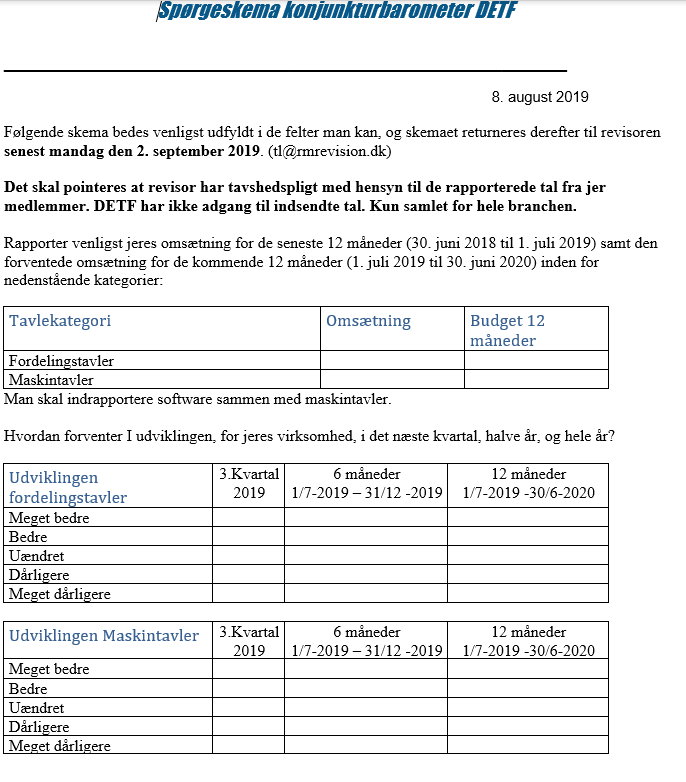 Spørgeskema konjunkturbarometer DETF
8. august 2019
Følgende skema bedes venligst udfyldt i de felter man kan, og skemaet returneres derefter til revisoren
senest mandag den 2. september 2019. (tl@rmrevision.dk)
Det skal pointeres at revisor har tavshedspligt med hensyn til de rapporterede tal fra jer
medlemmer. DETF har ikke adgang til indsendte tal. Kun samlet for hele branchen.
Rapporter venligst jeres omsætning for de seneste 12 måneder (30. juni 2018 til 1. juli 2019) samt den
forventede omsætning for de kommende 12 måneder (1. juli 2019 til 30. juni 2020) inden for
nedenstående kategorier:
Tavlekategori Omsætning Budget 12
måneder
Fordelingstavler
Maskintavler
Man skal indrapportere software sammen med maskintavler.
Hvordan forventer I udviklingen, for jeres virksomhed, i det næste kvartal, halve år, og hele år?
Udviklingen 3.Kvartal 6 måneder 12 måneder
fordelingstavler 2019 1/7-2019 – 31/12 -2019 1/7-2019 -30/6-2020
Meget bedre
Bedre
Uændret
Dårligere
Meget dårligere
Udviklingen Maskintavler 3.Kvartal 6 måneder 12 måneder
2019 1/7-2019 – 31/12 -2019 1/7-2019 -30/6-2020
Meget bedre
Bedre
Uændret
Dårligere
Meget dårligere